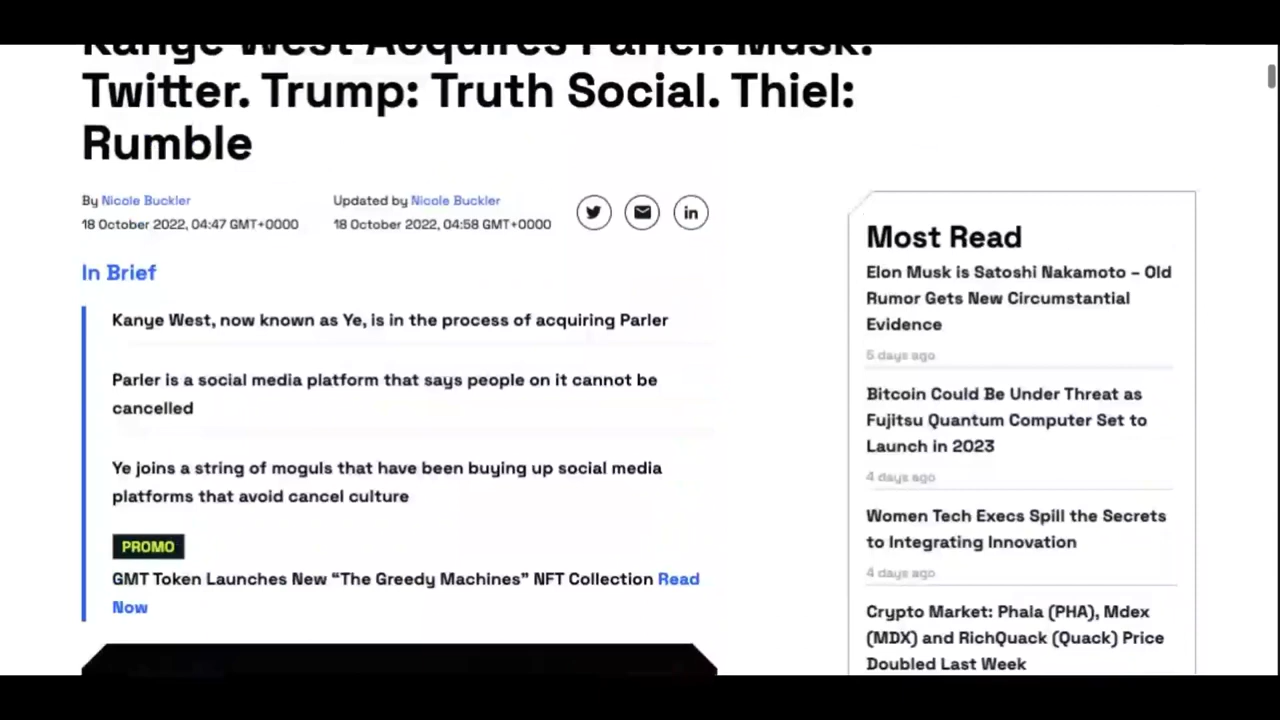 Kanye West Acquires Parler. Musk:
Twitter. Trump: Truth Social. Thiel:
Rumble
By Nicole Buckler
18 October 2022, 04:47 GMT+0000
Updated by Nicole Buckler
18 October 2022, 04:58 GMT+0000
in
In Brief
Kanye West, now known as Ye, is in the process of acquiring Parler
Parler is a social media platform that says people on it cannot be
cancelled
Ye joins a string of moguls that have been buying up social media
platforms that avoid cancel culture
PROMO
GMT Token Launches New “The Greedy Machines” NFT Collection Read
Now
Most Read
Elon Musk is Satoshi Nakamoto – Old
Rumor Gets New Circumstantial
Evidence
5 days ago
Bitcoin Could Be Under Threat as
Fujitsu Quantum Computer Set to
Launch in 2023
4 days ago
Women Tech Execs Spill the Secrets
to Integrating Innovation
4 days ago
Crypto Market: Phala (PHA), Mdex
(MDX) and RichQuack (Quack) Price
Doubled Last Week